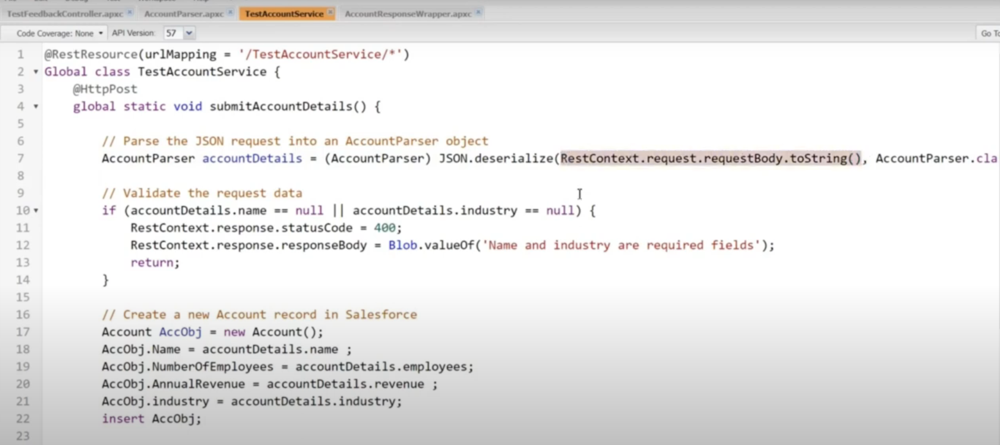 TestFeedbackController.apxc AccountParser.apxc TestAccountService AccountResponseWrapper.apxc
Code Coverage: None API Version: 57 Go To
1 @RestResource(urlMapping = '/TestAccountService/*')
2 Global class TestAccountService {
3 @HttpPost
4 global static void submitAccountDetails() {
5
6 // Parse the JSON request into an AccountParser object
7 AccountParser accountDetails = (AccountParser) JSON.deserialize(RestContext.request.requestBody.toString(), AccountParser.cla
8
9 // Validate the request data
10 if (accountDetails.name == null || accountDetails.industry == null) {
11 RestContext.response.statusCode = 400;
12 RestContext.response.responseBody = Blob.valueOf('Name and industry are required fields');
13 return;
14 }
15
16 // Create a new Account record in Salesforce
17 Account AccObj = new Account();
18 AccObj.Name = accountDetails.name ;
19 AccObj.NumberOfEmployees = accountDetails.employees;
20 AccObj.AnnualRevenue = accountDetails.revenue ;
21 AccObj.industry = accountDetails.industry;
22 insert AccObj;
23